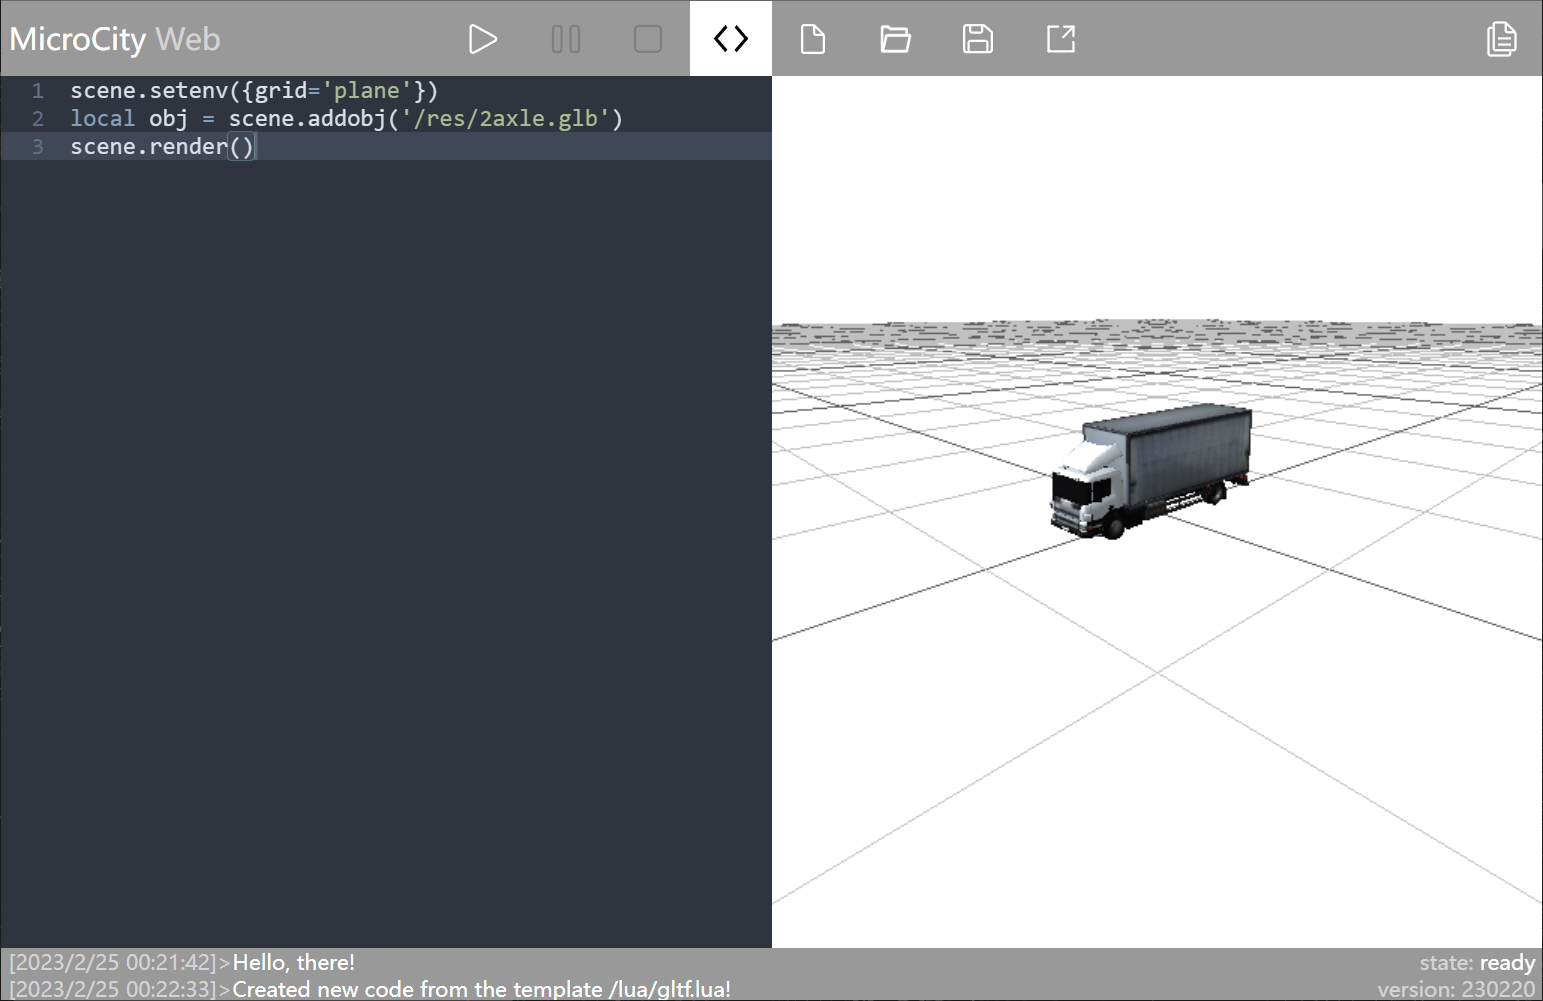 MicroCity Web
1 scene.setenv({grid='plane'})
2 local obj = scene.addobj('/res/2axle.glb')
3 scene.render()
[2023/2/25 00:21:42]>Hello, there!
state: ready
[2023/2/25 00:22:33]>Created new code from the template /lua/gltf.lua!
version: 230220